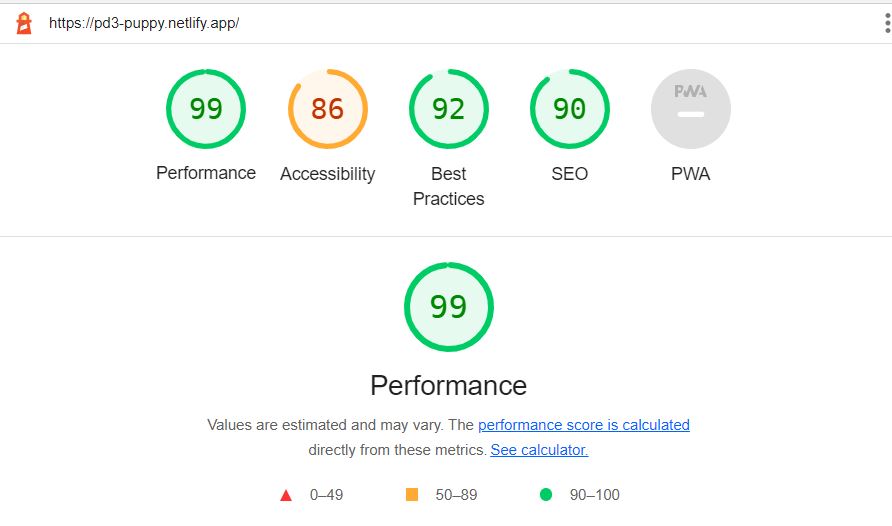 https://pd3-puppy.netlify.app/
99
86
92
90
PWA
Performance
Accessibility
Best
Practices
SEO
PWA
99
Performance
Values are estimated and may vary. The performance score is calculated
directly from these metrics. See calculator.
0–49
50–89
90–100